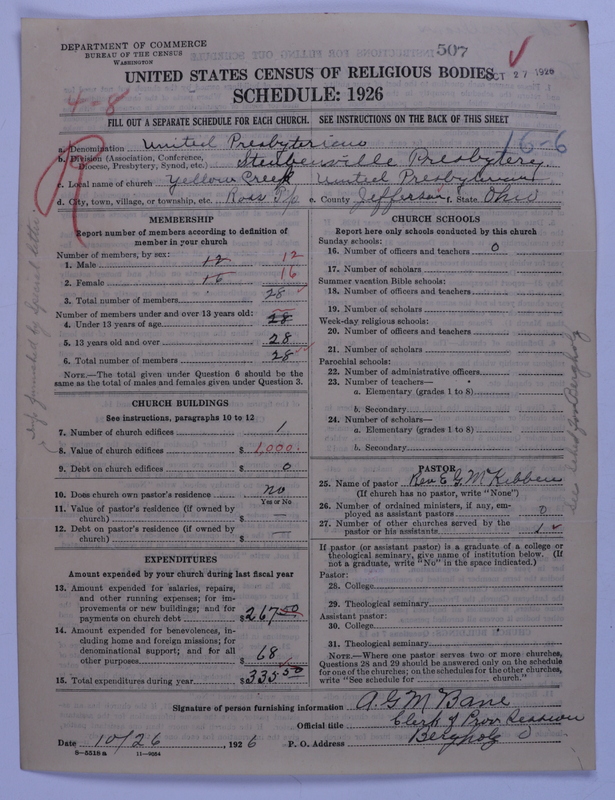 DEPARTMENT OF COMMERCE
BUREAU OF THE CENSUS
WASHINGTON
507
OCT 27 1926
UNITED STATES CENSUS OF RELIGIOUS BODIES
SCHEDULE: 1926
4-8
FILL OUT A SEPARATE SCHEDULE FOR EACH CHURCH. SEE INSTRUCTIONS ON THE BACK OF THIS SHEET
16-6
a. Denomination United Presbyterian
b. Division (Association, Conference, Diocese, Presbytery, Synod, etc.) Steubenville Presbytery
c. Local name of church Yellow Creek United Presbyterian
d. City, town, village, or township, etc. Ross Tp e. County Jefferson f. State Ohio
MEMBERSHIP
Report number of members according to definition of
member in your church
Number of members, by sex:
1. Male 12 12
2. Female 16 16
3. Total number of members 28
Number of members under and over 13 years old:
4. Under 13 years of age 28
5. 13 years old and over 28
6. Total number of members 28
NOTE.—The total given under Question 6 should be
same as the total of males and females given under Question 3.
CHURCH BUILDINGS
See instructions, paragraphs 10 to 12
7. Number of church edifices 1
8. Value of church edifices $ 1,000.
9. Debt on church edifices $ 0
10. Does church own pastor's residence no
Yes or No
11. Value of pastor's residence (if owned by
church) $ —
12. Debt on pastor's residence (if owned by
church) $ —
EXPENDITURES
Amount expended by your church during last fiscal year
13. Amount expended for salaries, repairs,
and other running expenses; for im-
provements or new buildings; and for
payments on church debt $ 267 50
14. Amount expended for benevolences, in-
cluding home and foreign missions; for
denominational support; and for all
other purposes 68
15. Total expenditures during year $ 335 50
CHURCH SCHOOLS
Report here only schools conducted by this church
Sunday schools:
16. Number of officers and teachers 0
17. Number of scholars
Summer vacation Bible schools:
18. Number of officers and teachers
19. Number of scholars
Week-day religious schools:
20. Number of officers and teachers
21. Number of scholars
Parochial schools:
22. Number of administrative officers
23. Number of teachers—
a. Elementary (grades 1 to 8)
b. Secondary
24. Number of scholars—
a. Elementary (grades 1 to 8)
b. Secondary
PASTOR
25. Name of pastor Rev. E G McKibben
(If church has no pastor, write "None")
26. Number of ordained ministers, if any, em-
ployed as assistant pastors 0
27. Number of other churches served by the
pastor or his assistants 1
If pastor (or assistant pastor) is a graduate of a college or
theological seminary, give name of institution below. (If
not a graduate, write "No" in the space indicated.)
Pastor:
28. College
29. Theological seminary
Assistant pastor:
30. College
31. Theological seminary
NOTE.—Where one pastor serves two or more churches,
Questions 28 and 29 should be answered only on the schedule
for one of the churches; on the schedules for the other churches,
write "See schedule for church."
Signature of person furnishing information A. G. McBane
Official title Clerk of
Date 10/26, 1926 P. O. Address Bergholz
8-5518 a 11-9054
Info furnished by special letter.